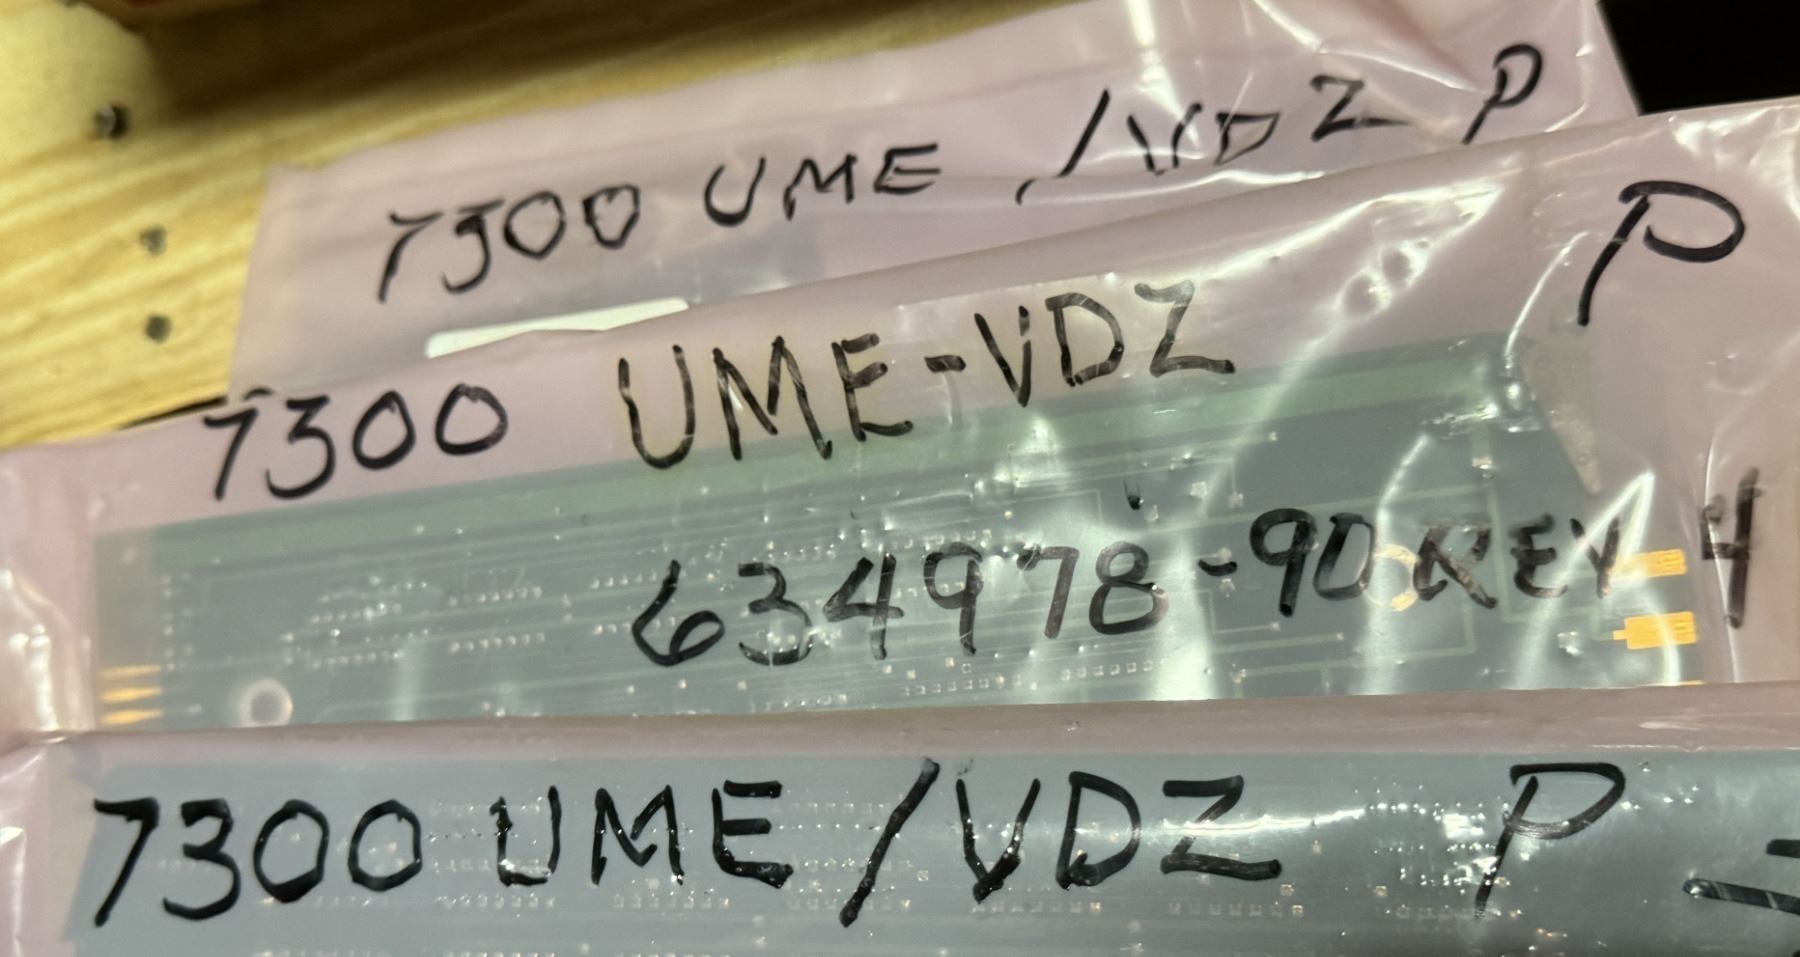 7300 UME /VDZ P
7300 UME-VDZ P
634978-90 REV 4
7300 UME/VDZ P